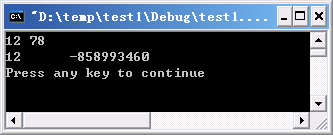 "D:\temp\test1\Debug\test1....
12 78
12      -858993460
Press any key to continue